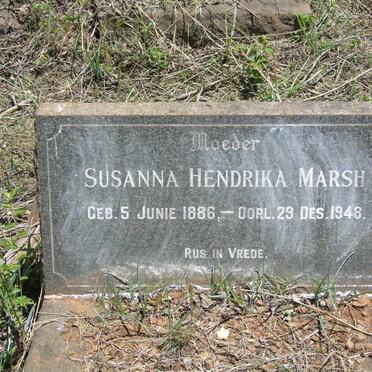 Moeder
SUSANNA HENDRIKA MARSH
GEB. 5 JUNIE 1886, — OORL. 29 DES. 1948.
RUS IN VREDE.